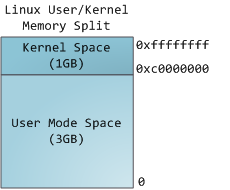 Linux User/Kernel
Memory Split
Kernel Space
(1GB)
0xffffffff
0xc0000000
User Mode Space
(3GB)
0